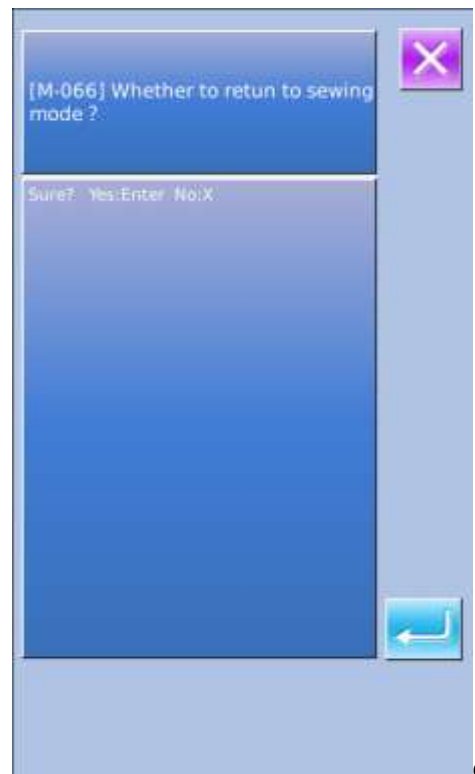 [M-066] Whether to retun to sewing
mode ?
Sure? Yes:Enter No:X